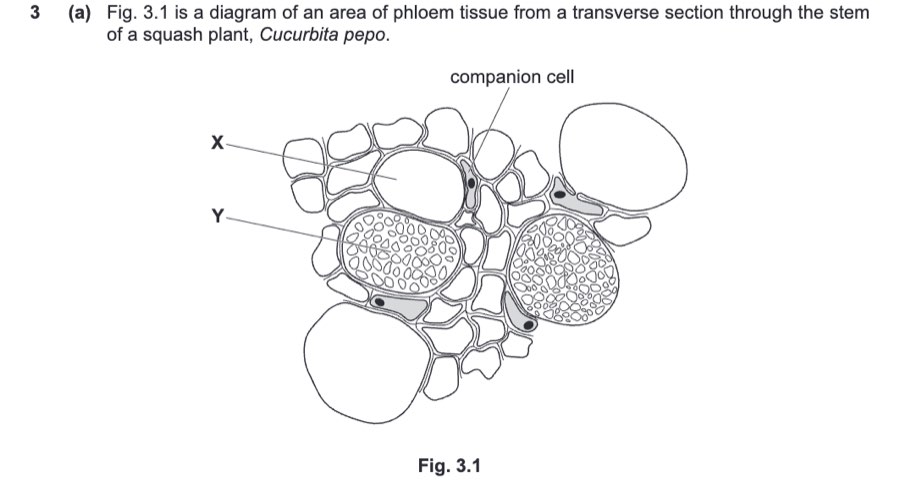 3 (a) Fig. 3.1 is a diagram of an area of phloem tissue from a transverse section through the stem
of a squash plant, Cucurbita pepo.
companion cell
X
Y
Fig. 3.1